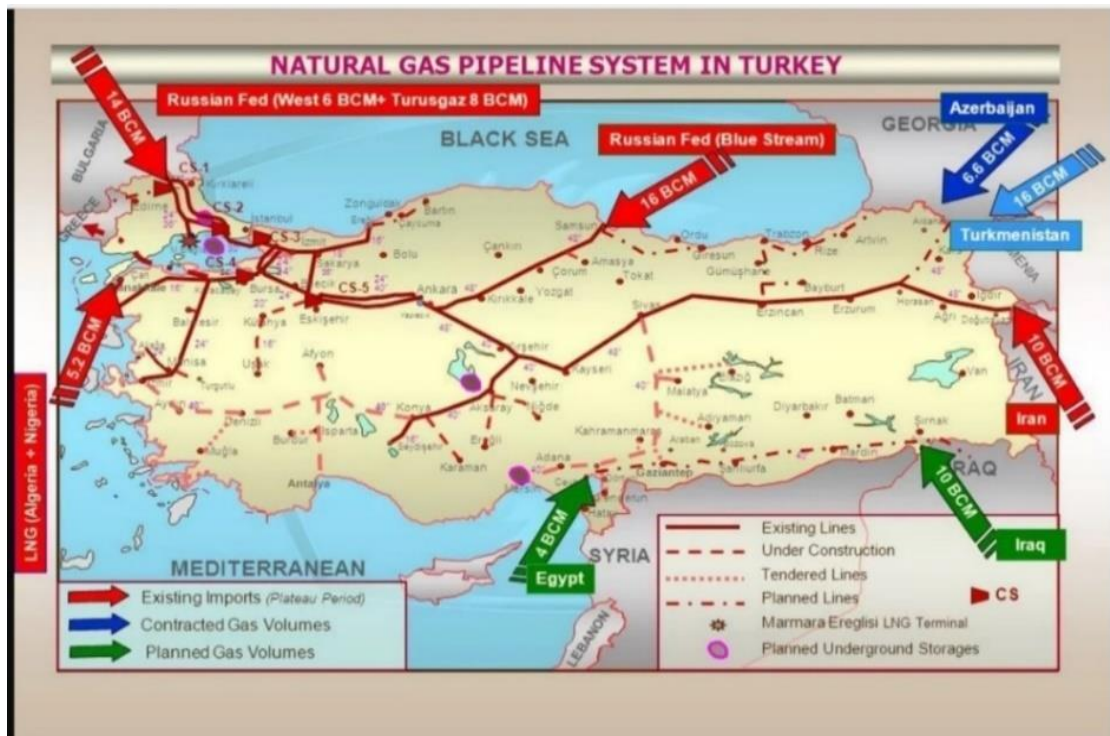 NATURAL GAS PIPELINE SYSTEM IN TURKEY
Russian Fed (West 6 BCM+ Turusgaz 8 BCM)
14 BCM
BULGARIA
BLACK SEA
Russian Fed (Blue Stream)
16 BCM
Azerbaijan
GEORGIA
6.6 BCM
16 BCM
Turkmenistan
GREECE
CS-1
Kırklareli
Edirne
CS-2
İstanbul
CS-3
İzmit
Zonguldak
Bartın
Çaycuma
Sakarya
Bolu
Çankırı
Samsun
Ordu
Giresun
Trabzon
Rize
Artvin
Gümüşhane
Amasya
Çorum
Tokat
Bayburt
CS-4
Bursa
CS-5
Ankara
Kırıkkale
Yozgat
Sivas
Erzincan
Erzurum
Horasan
Ağrı
Iğdır
Eskişehir
Kütahya
Balıkesir
Kırşehir
Kayseri
Nevşehir
Afyon
Uşak
Manisa
Turgutlu
Aydın
Denizli
Isparta
Burdur
Muğla
Antalya
Konya
Seydişehir
Aksaray
Niğde
Ereğli
Karaman
Mersin
Adana
Kahramanmaraş
Malatya
Adıyaman
Gaziantep
Şanlıurfa
Diyarbakır
Batman
Mardin
Sırnak
Van
5.2 BCM
LNG (Algeria + Nigeria)
10 BCM
IRAN
Iran
10 BCM
Iraq
4 BCM
Egypt
SYRIA
LEBANON
MEDITERRANEAN
Existing Imports (Plateau Period)
Contracted Gas Volumes
Planned Gas Volumes
Existing Lines
Under Construction
Tendered Lines
Planned Lines
CS
Marmara Ereglisi LNG Terminal
Planned Underground Storages